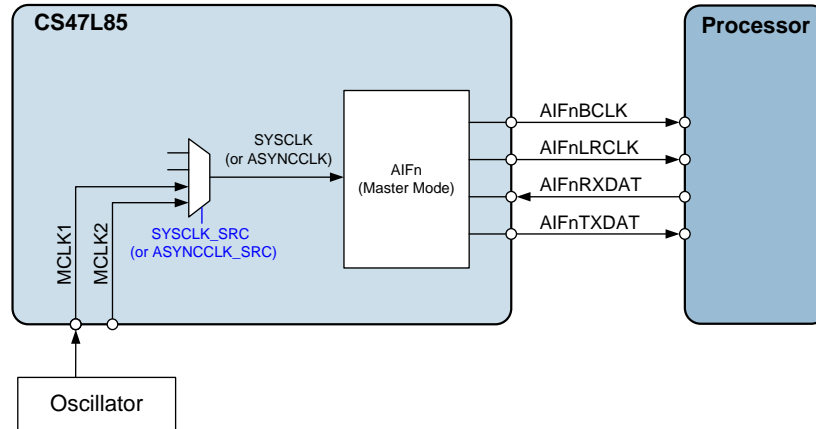 CS47L85
Processor
AIFnBCLK
SYSCLK
(or ASYNCCLK)
AIFn
(Master Mode)
AIFnLRCLK
AIFnRXDAT
AIFnTXDAT
SYSCLK_SRC
(or ASYNCCLK_SRC)
MCLK1
MCLK2
Oscillator